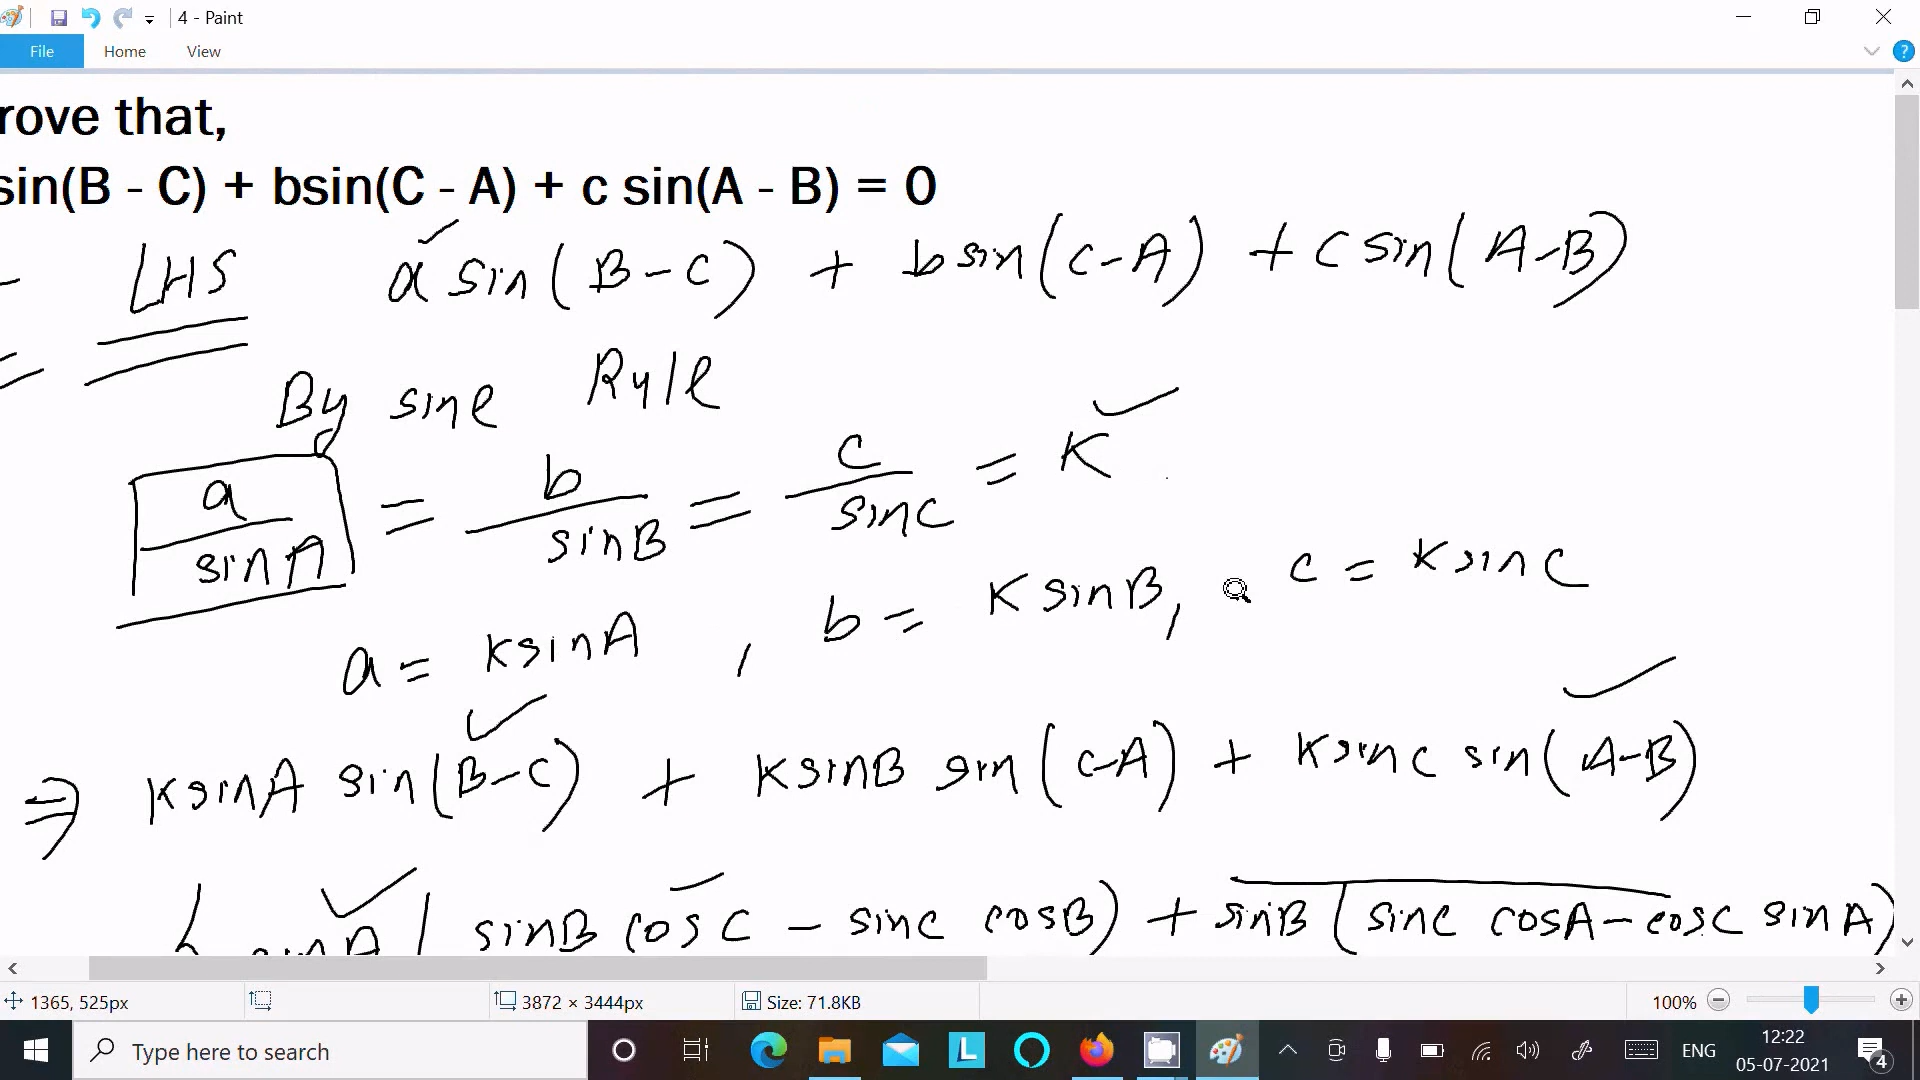 4 - Paint
File Home View
rove that,
sin(B - C) + bsin(C - A) + c sin(A - B) = 0
LHS a sin(B-C) + b sin(C-A) + C sin(A-B)
By sine Rule
a/sinA = b/sinB = c/sinC = K
a = KsinA , b = KsinB, c = KsinC
⇒ KsinA sin(B-C) + KsinB sin(C-A) + KsinC sin(A-B)
sinA( sinB cosC - sinC cosB) + sinB (sinC cosA - cosC sinA)
1365, 525px 3872 × 3444px Size: 71.8KB 100%
Type here to search ENG 12:22
05-07-2021 4